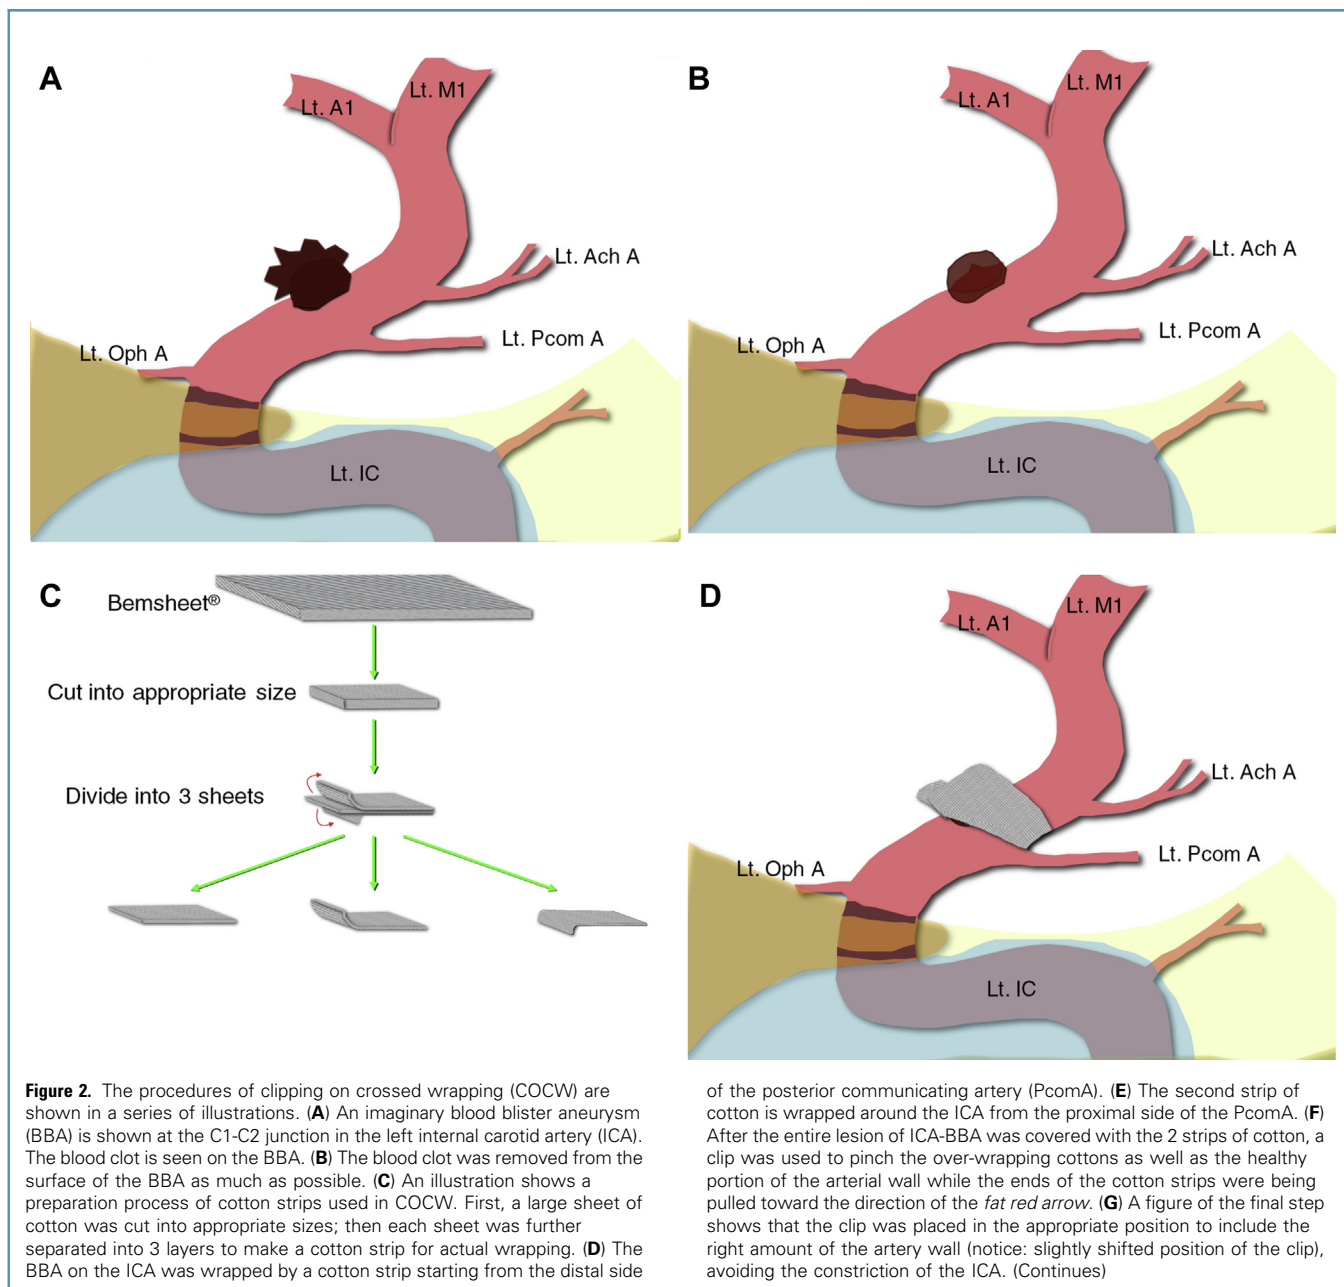 A
Lt. A1
Lt. M1
Lt. Ach A
Lt. Pcom A
Lt. Oph A
Lt. IC
B
Lt. A1
Lt. M1
Lt. Ach A
Lt. Pcom A
Lt. Oph A
Lt. IC
C
Bemsheet®
Cut into appropriate size
Divide into 3 sheets
D
Lt. A1
Lt. M1
Lt. Ach A
Lt. Pcom A
Lt. Oph A
Lt. IC
Figure 2. The procedures of clipping on crossed wrapping (COCW) are
shown in a series of illustrations. (A) An imaginary blood blister aneurysm
(BBA) is shown at the C1-C2 junction in the left internal carotid artery (ICA).
The blood clot is seen on the BBA. (B) The blood clot was removed from the
surface of the BBA as much as possible. (C) An illustration shows a
preparation process of cotton strips used in COCW. First, a large sheet of
cotton was cut into appropriate sizes; then each sheet was further
separated into 3 layers to make a cotton strip for actual wrapping. (D) The
BBA on the ICA was wrapped by a cotton strip starting from the distal side
of the posterior communicating artery (PcomA). (E) The second strip of
cotton is wrapped around the ICA from the proximal side of the PcomA. (F)
After the entire lesion of ICA-BBA was covered with the 2 strips of cotton, a
clip was used to pinch the over-wrapping cottons as well as the healthy
portion of the arterial wall while the ends of the cotton strips were being
pulled toward the direction of the fat red arrow. (G) A figure of the final step
shows that the clip was placed in the appropriate position to include the
right amount of the artery wall (notice: slightly shifted position of the clip),
avoiding the constriction of the ICA. (Continues)